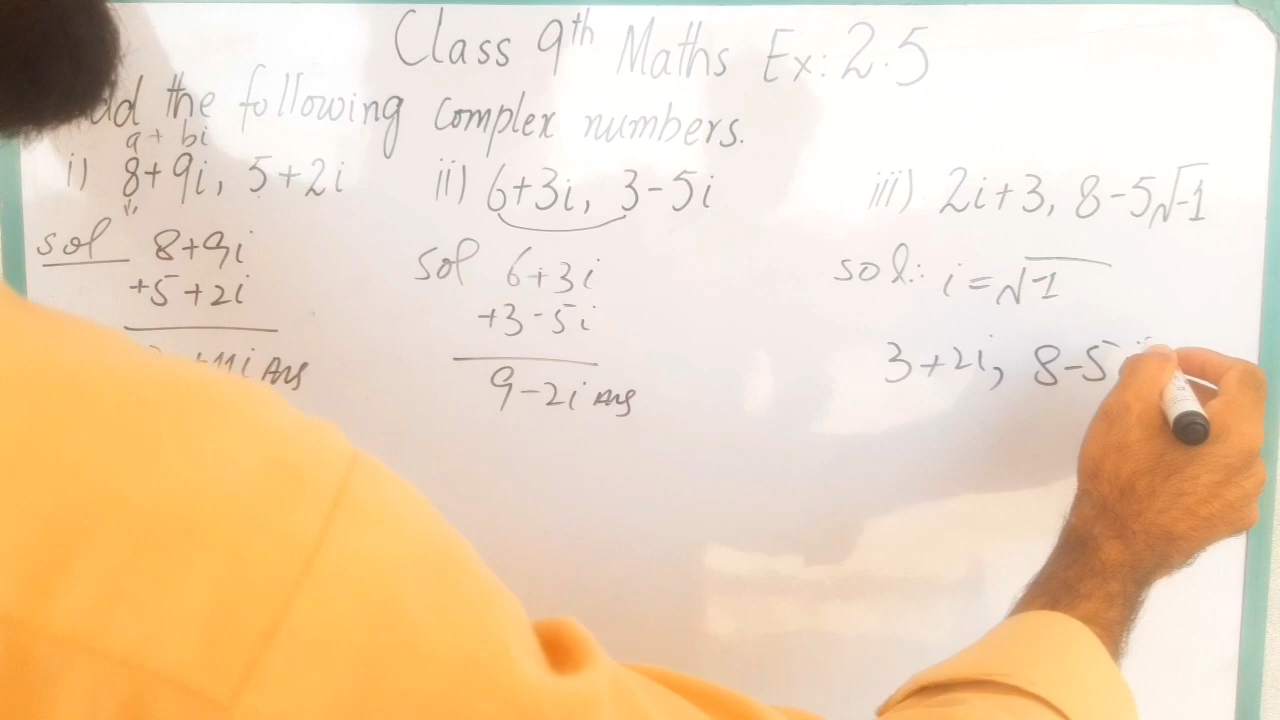 Class 9th Maths Ex: 2.5
the following complex numbers.
a + bi
i) 8+9i, 5+2i
ii) 6+3i, 3-5i
iii) 2i+3, 8-5√-1
sol 8+9i
+5+2i
+11i Ans
sol 6+3i
+3-5i
9-2i Ans
sol: i=√-1
3+2i, 8-5